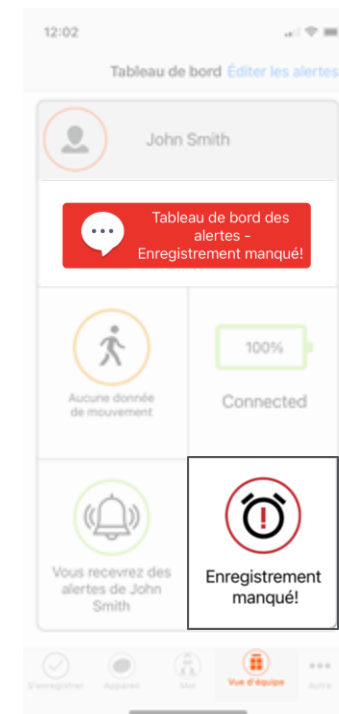 12:02
Tableau de bord Éditer les alertes
John Smith
Tableau de bord des
alertes -
Enregistrement manqué!
Aucune donnée
de mouvement
100%
Connected
Vous recevrez des
alertes de John
Smith
Enregistrement
manqué!
S'enregistrer Appareil Moi Vue d'équipe Autre